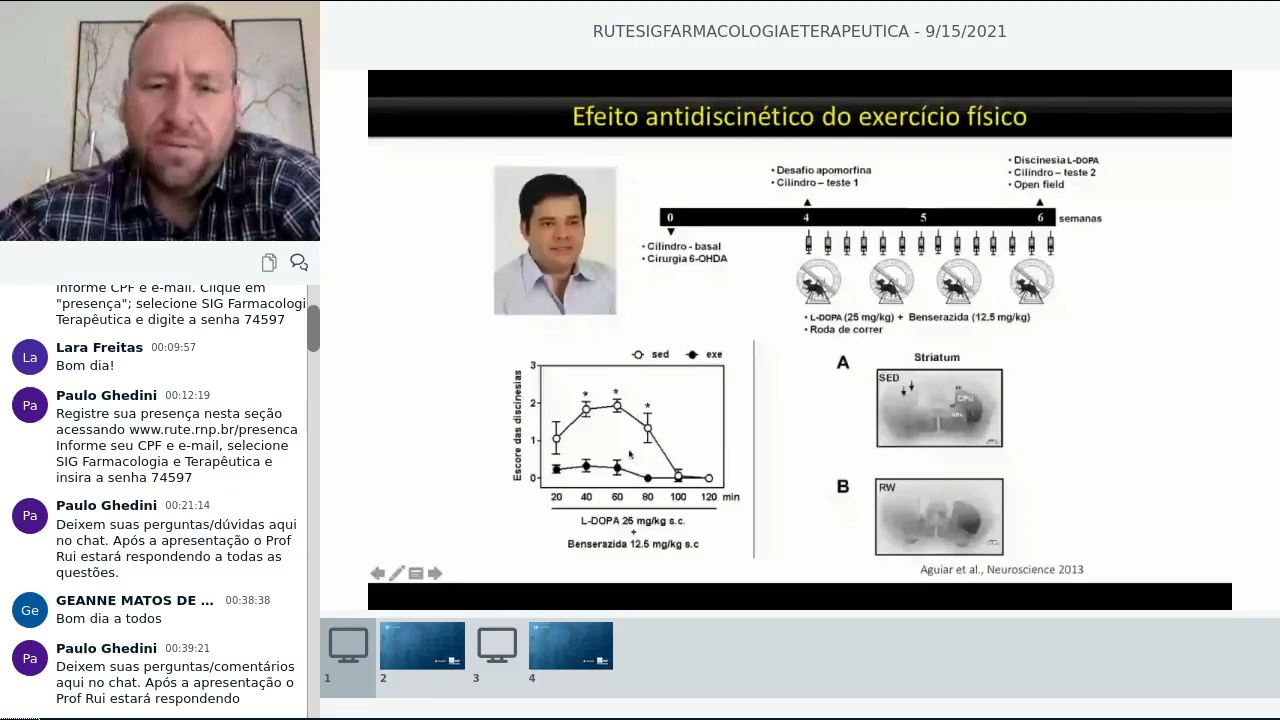 RUTESIGFARMACOLOGIAETERAPEUTICA - 9/15/2021
Informe CPF e e-mail. Clique em
"presença"; selecione SIG Farmacologi
Terapêutica e digite a senha 74597
La
Lara Freitas 00:09:57
Bom dia!
Pa
Paulo Ghedini 00:12:19
Registre sua presença nesta seção
acessando www.rute.rnp.br/presenca
Informe seu CPF e e-mail, selecione
SIG Farmacologia e Terapêutica e
insira a senha 74597
Pa
Paulo Ghedini 00:21:14
Deixem suas perguntas/dúvidas aqui
no chat. Após a apresentação o Prof
Rui estará respondendo a todas as
questões.
Ge
GEANNE MATOS DE ... 00:38:38
Bom dia a todos
Pa
Paulo Ghedini 00:39:21
Deixem suas perguntas/comentários
aqui no chat. Após a apresentação o
Prof Rui estará respondendo
Efeito antidiscinético do exercício físico
• Desafio apomorfina
• Cilindro – teste 1
• Discinesia L-DOPA
• Cilindro – teste 2
• Open field
0 4 5 6 semanas
• Cilindro - basal
• Cirurgia 6-OHDA
• L-DOPA (25 mg/kg) + Benserazida (12.5 mg/kg)
• Roda de correr
sed exe
Escore das discinesias
3
2
1
0
* * *
20 40 60 80 100 120 min
L-DOPA 25 mg/kg s.c.
+
Benserazida 12.5 mg/kg s.c
A
Striatum
SED
CPU
B
RW
Aguiar et al., Neuroscience 2013
1 2 3 4